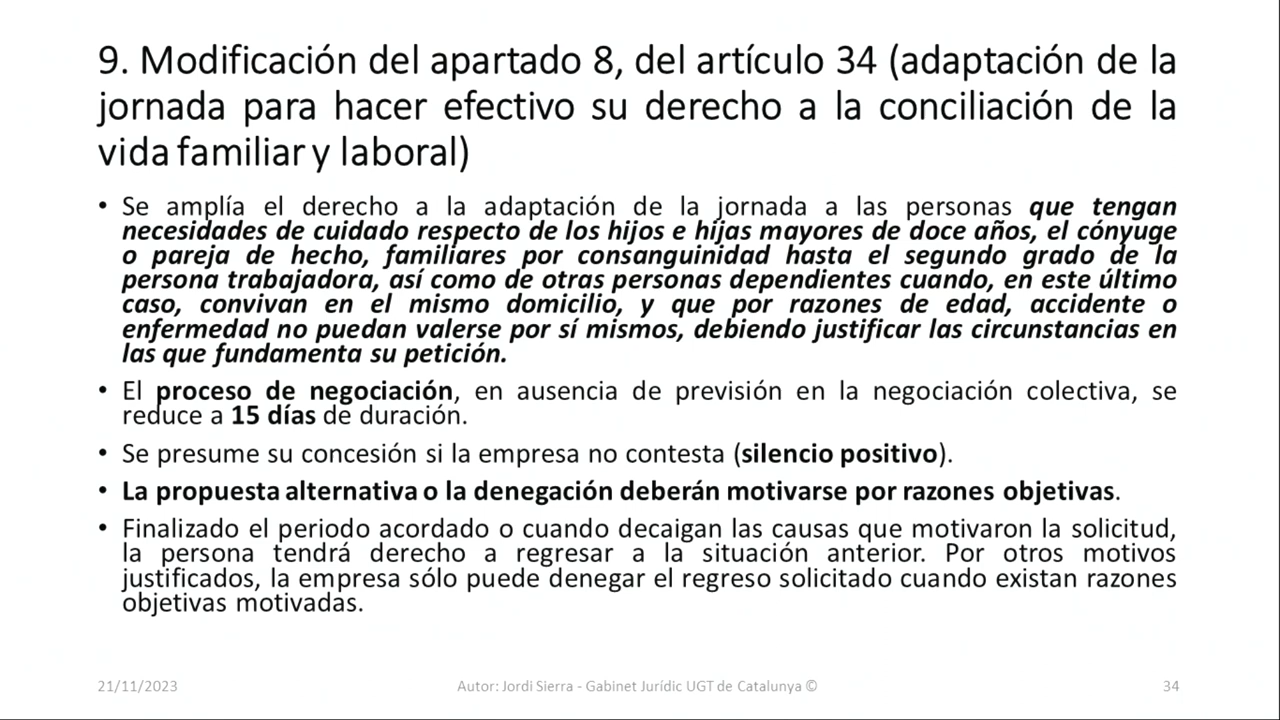 9. Modificación del apartado 8, del artículo 34 (adaptación de la
jornada para hacer efectivo su derecho a la conciliación de la
vida familiar y laboral)
• Se amplía el derecho a la adaptación de la jornada a las personas que tengan
necesidades de cuidado respecto de los hijos e hijas mayores de doce años, el cónyuge
o pareja de hecho, familiares por consanguinidad hasta el segundo grado de la
persona trabajadora, así como de otras personas dependientes cuando, en este último
caso, convivan en el mismo domicilio, y que por razones de edad, accidente o
enfermedad no puedan valerse por sí mismos, debiendo justificar las circunstancias en
las que fundamenta su petición.
• El proceso de negociación, en ausencia de previsión en la negociación colectiva, se
reduce a 15 días de duración.
• Se presume su concesión si la empresa no contesta (silencio positivo).
• La propuesta alternativa o la denegación deberán motivarse por razones objetivas.
• Finalizado el periodo acordado o cuando decaigan las causas que motivaron la solicitud,
la persona tendrá derecho a regresar a la situación anterior. Por otros motivos
justificados, la empresa sólo puede denegar el regreso solicitado cuando existan razones
objetivas motivadas.
21/11/2023
Autor: Jordi Sierra - Gabinet Jurídic UGT de Catalunya ©
34